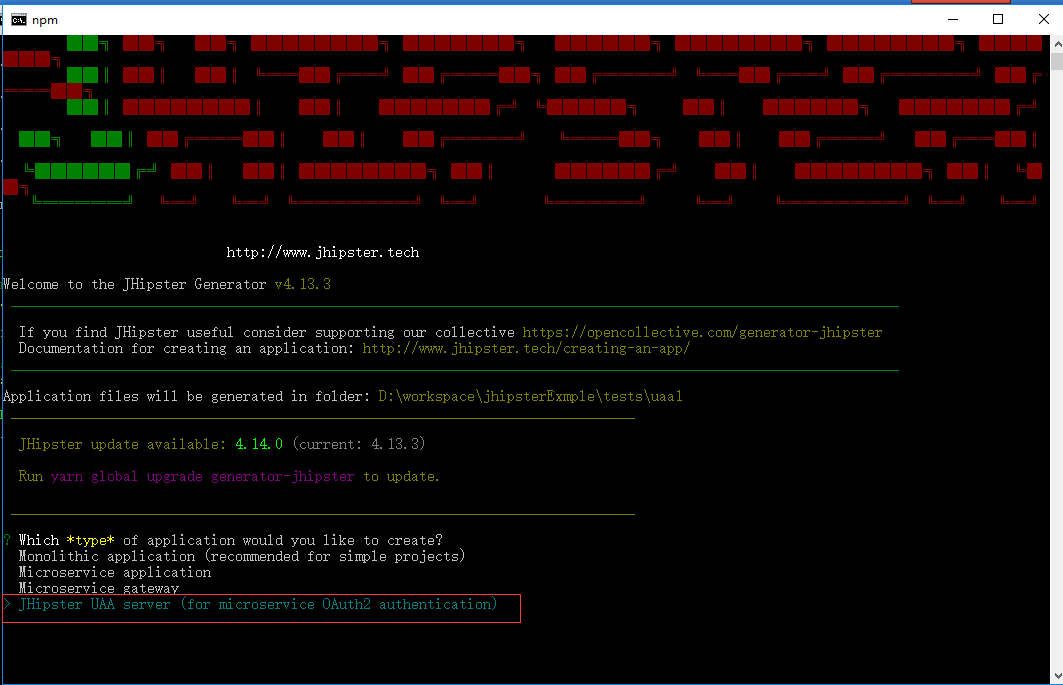 npm
http://www.jhipster.tech
Welcome to the JHipster Generator v4.13.3
If you find JHipster useful consider supporting our collective https://opencollective.com/generator-jhipster
Documentation for creating an application: http://www.jhipster.tech/creating-an-app/
Application files will be generated in folder: D:\workspace\jhipsterExmple\tests\uaa1
JHipster update available: 4.14.0 (current: 4.13.3)
Run yarn global upgrade generator-jhipster to update.
? Which *type* of application would you like to create?
Monolithic application (recommended for simple projects)
Microservice application
Microservice gateway
> JHipster UAA server (for microservice OAuth2 authentication)